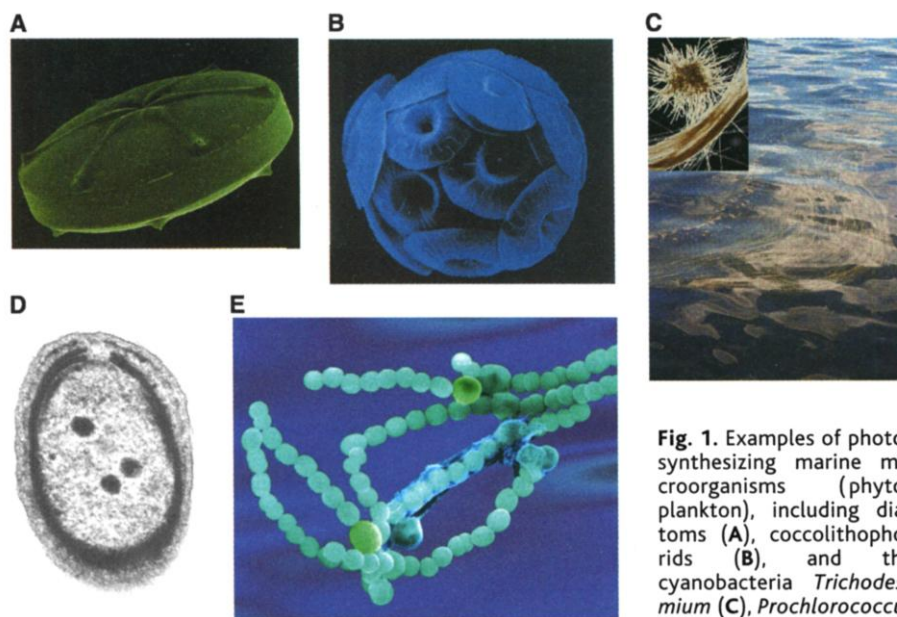 A
B
C
D
E
Fig. 1. Examples of photo
synthesizing marine m
croorganisms (phyto
plankton), including dia
toms (A), coccolithopho
rids (B), and th
cyanobacteria Trichodes
mium (C), Prochlorococcu